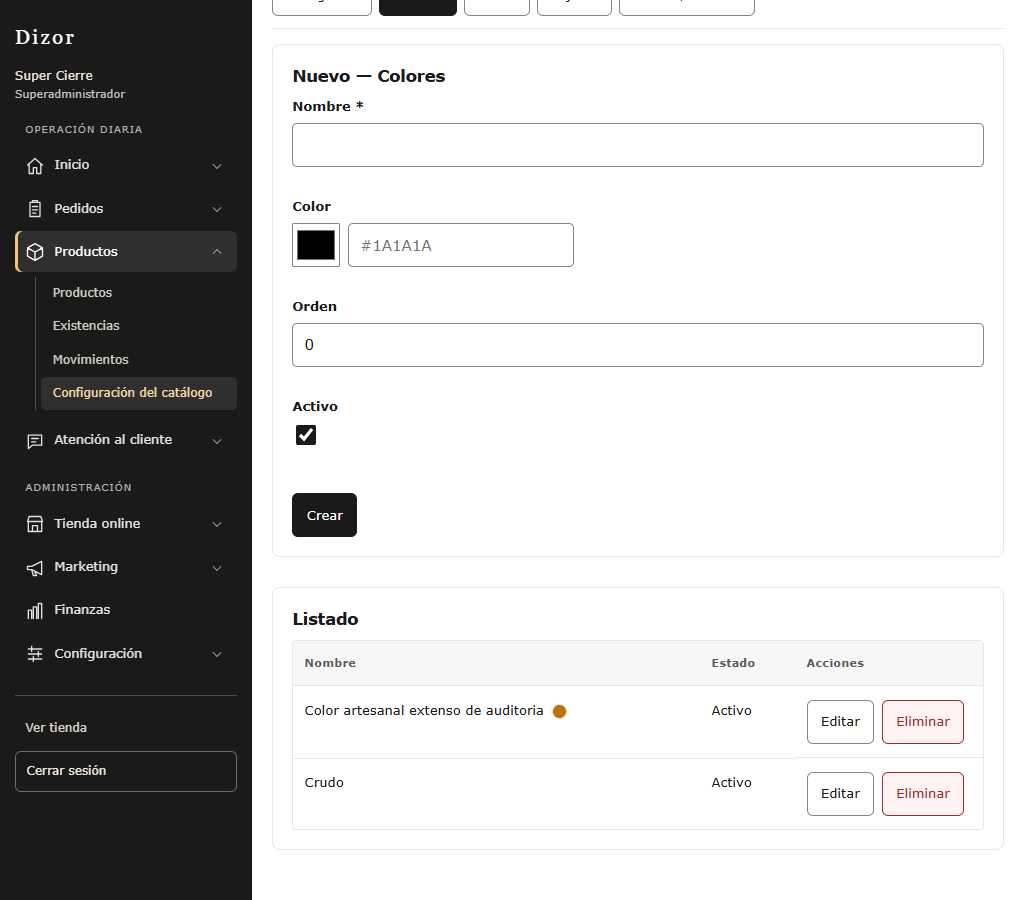 Dizor
Super Cierre
Superadministrador
OPERACIÓN DIARIA
Inicio
Pedidos
Productos
Productos
Existencias
Movimientos
Configuración del catálogo
Atención al cliente
ADMINISTRACIÓN
Tienda online
Marketing
Finanzas
Configuración
Ver tienda
Cerrar sesión
Nuevo — Colores
Nombre *
Color
#1A1A1A
Orden
0
Activo
Crear
Listado
Nombre Estado Acciones
Color artesanal extenso de auditoria Activo Editar Eliminar
Crudo Activo Editar Eliminar